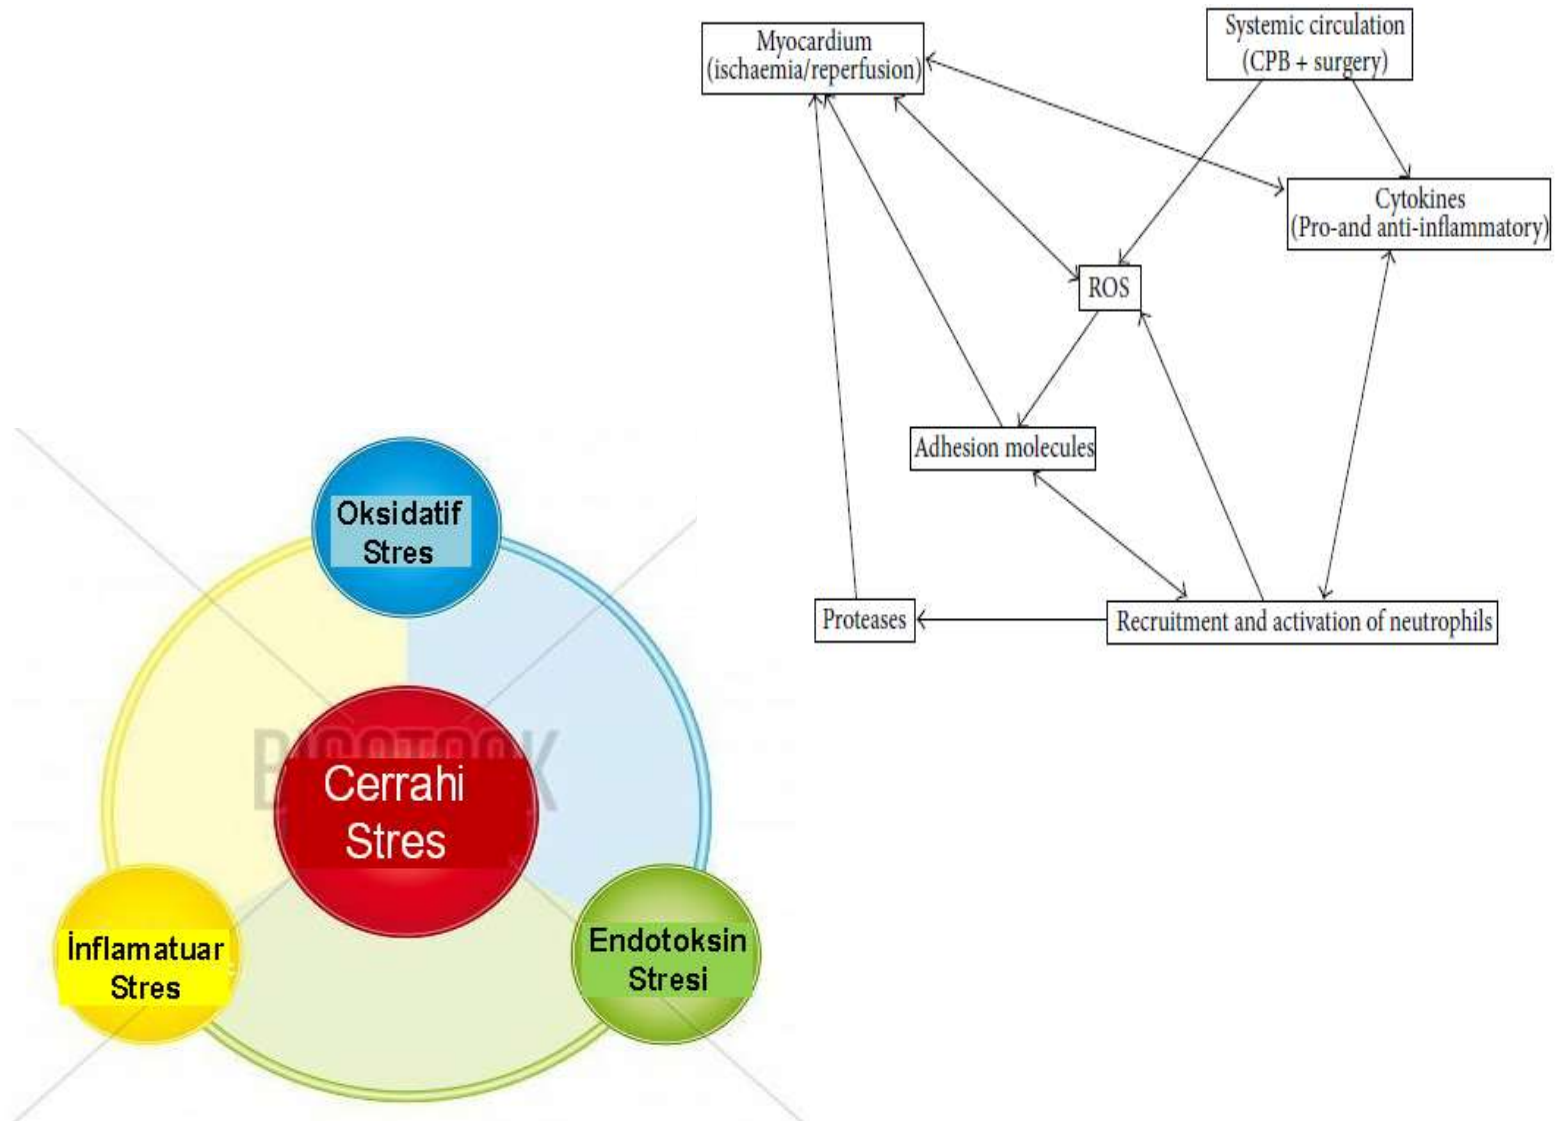 Myocardium
(ischaemia/reperfusion)
Systemic circulation
(CPB + surgery)
Cytokines
(Pro-and anti-inflammatory)
ROS
Adhesion molecules
Proteases
Recruitment and activation of neutrophils
Oksidatif
Stres
Cerrahi
Stres
İnflamatuar
Stres
Endotoksin
Stresi